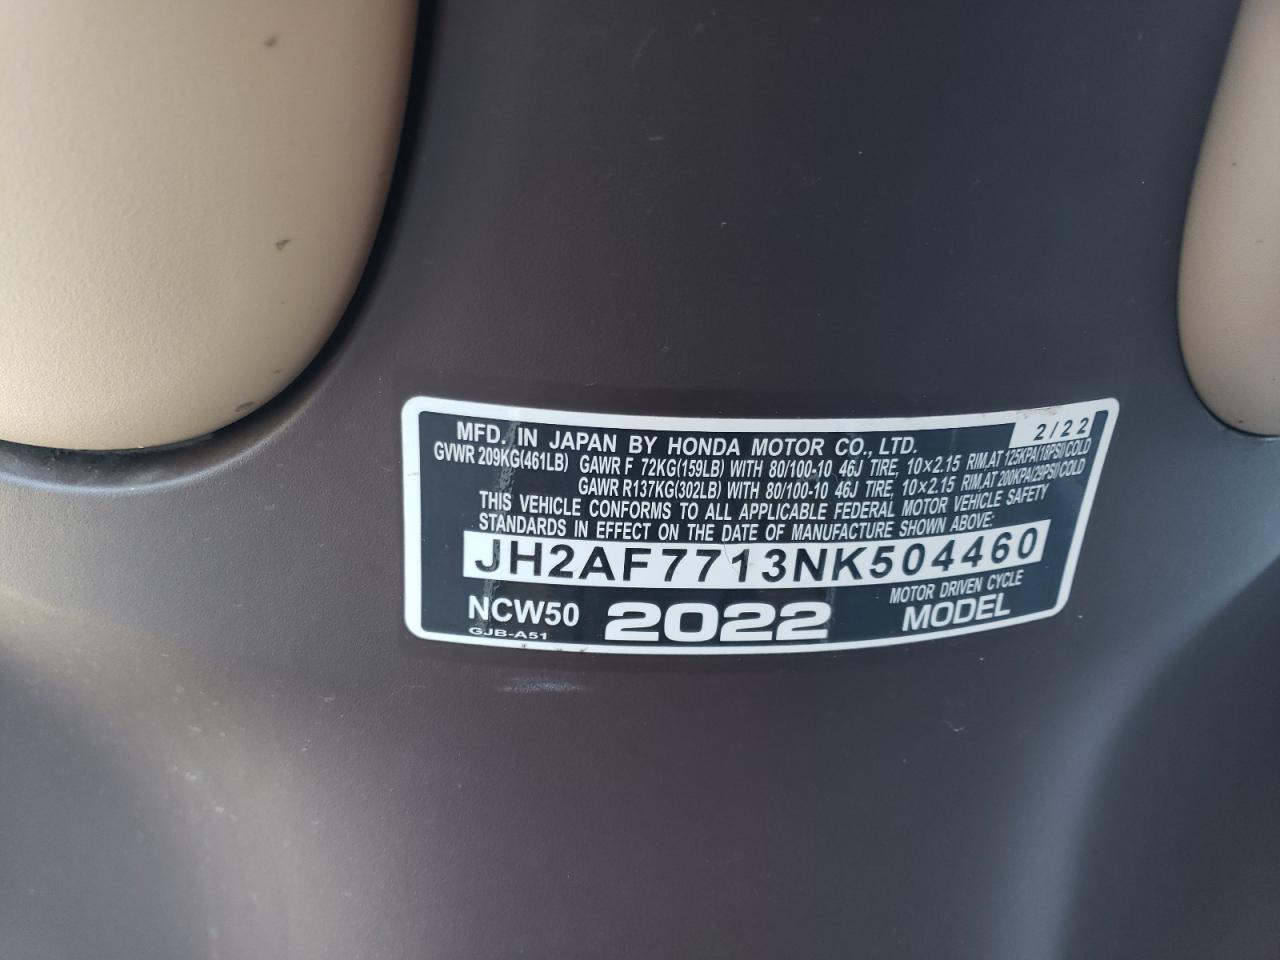 2/22
MFD. IN JAPAN BY HONDA MOTOR CO., LTD.
GVWR 209KG(461LB) GAWR F 72KG(159LB) WITH 80/100-10 46J TIRE, 10×2.15 RIM, AT 125KPA(18PSI)/COLD
GAWR R137KG(302LB) WITH 80/100-10 46J TIRE, 10×2.15 RIM, AT 200KPA(29PSI)/COLD
THIS VEHICLE CONFORMS TO ALL APPLICABLE FEDERAL MOTOR VEHICLE SAFETY
STANDARDS IN EFFECT ON THE DATE OF MANUFACTURE SHOWN ABOVE:
JH2AF7713NK504460
NCW50 2022 MOTOR DRIVEN CYCLE
GJB-A51 MODEL